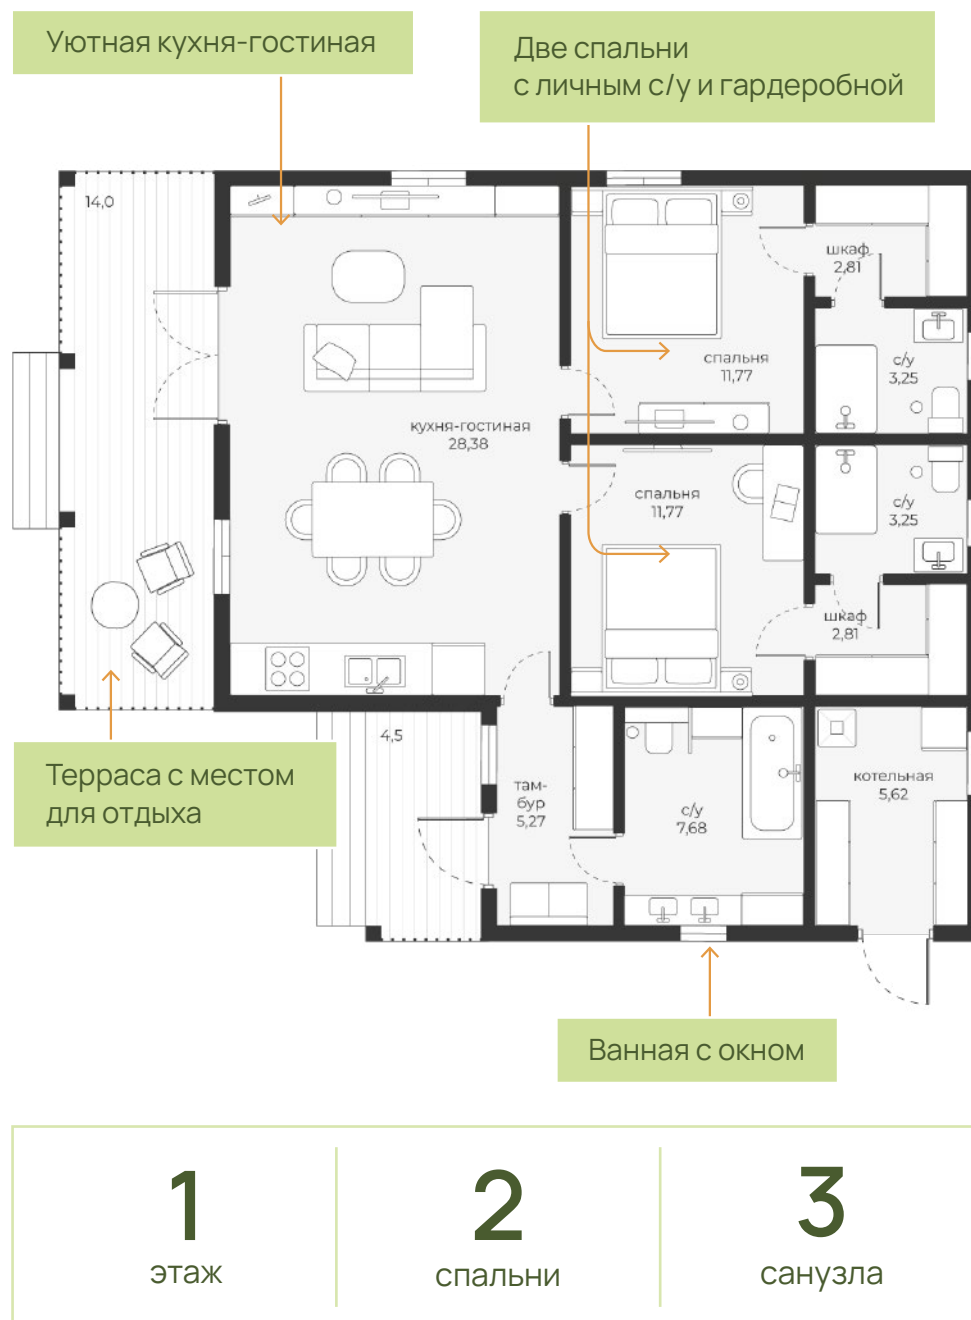 Уютная кухня-гостиная
Две спальни
с личным с/у и гардеробной
14,0
шкаф
2,81
спальня
11,77
с/у
3,25
кухня-гостиная
28,38
спальня
11,77
с/у
3,25
шкаф
2,81
Терраса с местом
для отдыха
4,5
там-
бур
5,27
с/у
7,68
котельная
5,62
Ванная с окном
1
этаж
2
спальни
3
санузла